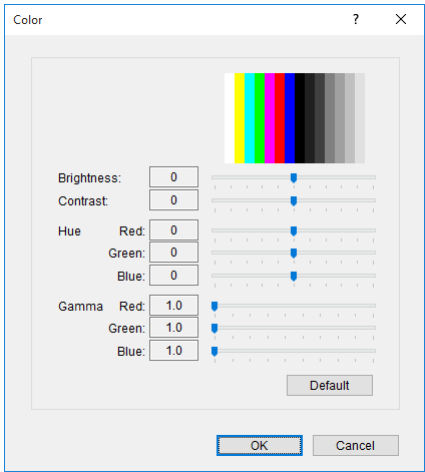 Color ?
Brightness: 0
Contrast: 0
Hue Red: 0
Green: 0
Blue: 0
Gamma Red: 1.0
Green: 1.0
Blue: 1.0
Default
OK Cancel